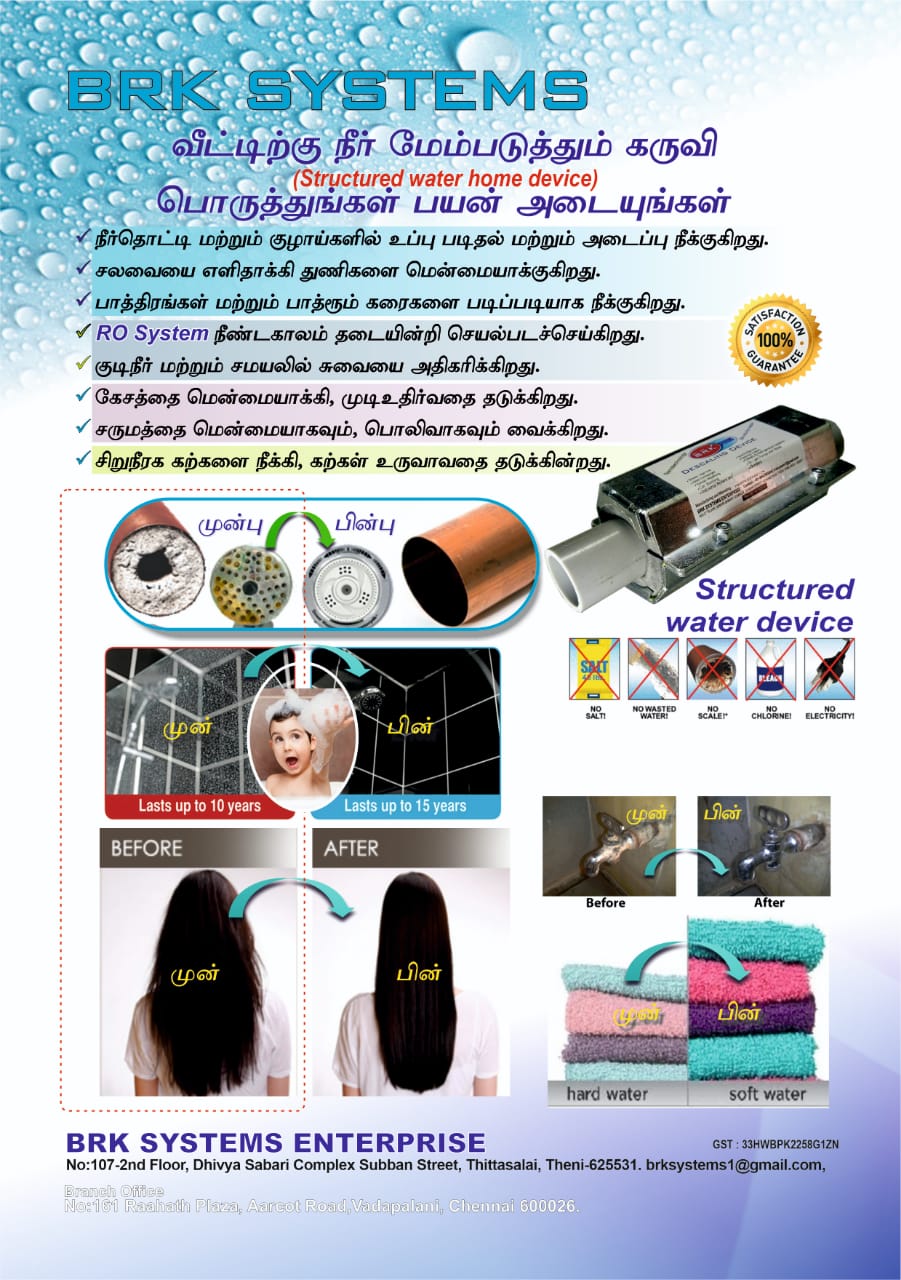 BRK SYSTEMS
வீட்டிற்கு நீர் மேம்படுத்தும் கருவி
(Structured water home device)
பொருத்துங்கள் பயன் அடையுங்கள்
நீர்தொட்டி மற்றும் குழாய்களில் உப்பு படிதல் மற்றும் அடைப்பு நீக்குகிறது.
சலவையை எளிதாக்கி துணிகளை மென்மையாக்குகிறது.
பாத்திரங்கள் மற்றும் பாத்ரூம் கரைகளை படிப்படியாக நீக்குகிறது.
RO System நீண்டகாலம் தடையின்றி செயல்படச்செய்கிறது.
குடிநீர் மற்றும் சமயலில் சுவையை அதிகரிக்கிறது.
கேசத்தை மென்மையாக்கி, முடிஉதிர்வதை தடுக்கிறது.
சருமத்தை மென்மையாகவும், பொலிவாகவும் வைக்கிறது.
சிறுநீரக கற்களை நீக்கி, கற்கள் உருவாவதை தடுக்கின்றது.
SATISFACTION
100%
GUARANTEE
BRK
DESCALING DEVICE
முன்பு பின்பு
Structured
water device
SALT
BLEACH
NO SALT!
NO WASTED WATER!
NO SCALE!*
NO CHLORINE!
NO ELECTRICITY!
முன் பின்
Lasts up to 10 years Lasts up to 15 years
BEFORE AFTER
முன் பின்
முன் பின்
Before After
முன் பின்
hard water soft water
BRK SYSTEMS ENTERPRISE
GST : 33HWBPK2258G1ZN
No:107-2nd Floor, Dhivya Sabari Complex Subban Street, Thittasalai, Theni-625531. brksystems1@gmail.com,
Branch Office
No:161 Raahath Plaza, Aarcot Road,Vadapalani, Chennai 600026.